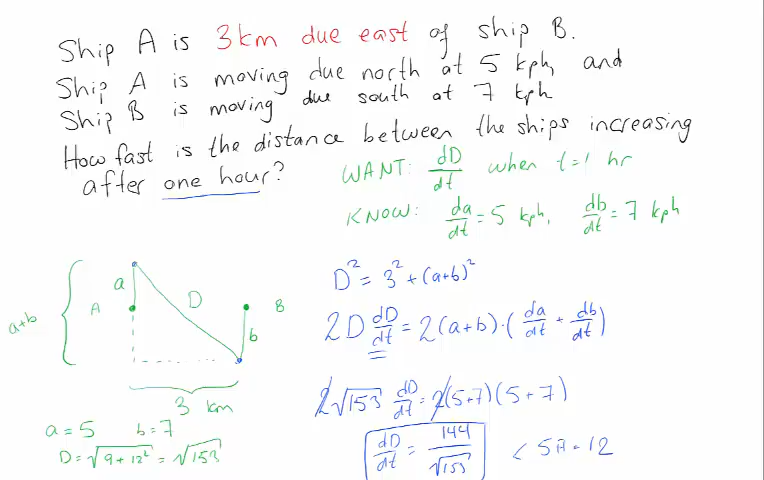 Ship A is 3km due east of ship B.
Ship A is moving due north at 5 kph, and
Ship B is moving due south at 7 kph
How fast is the distance between the ships increasing
after one hour?
WANT: dD/dt when t=1 hr
KNOW: da/dt = 5 kph, db/dt = 7 kph
a+b
a
A
D
B
b
3 km
a = 5 b = 7
D = √(9 + 12²) = √153
D² = 3² + (a+b)²
2D dD/dt = 2(a+b)·(da/dt + db/dt)
2√153 dD/dt = 2(5+7)(5+7)
dD/dt = 144/√153